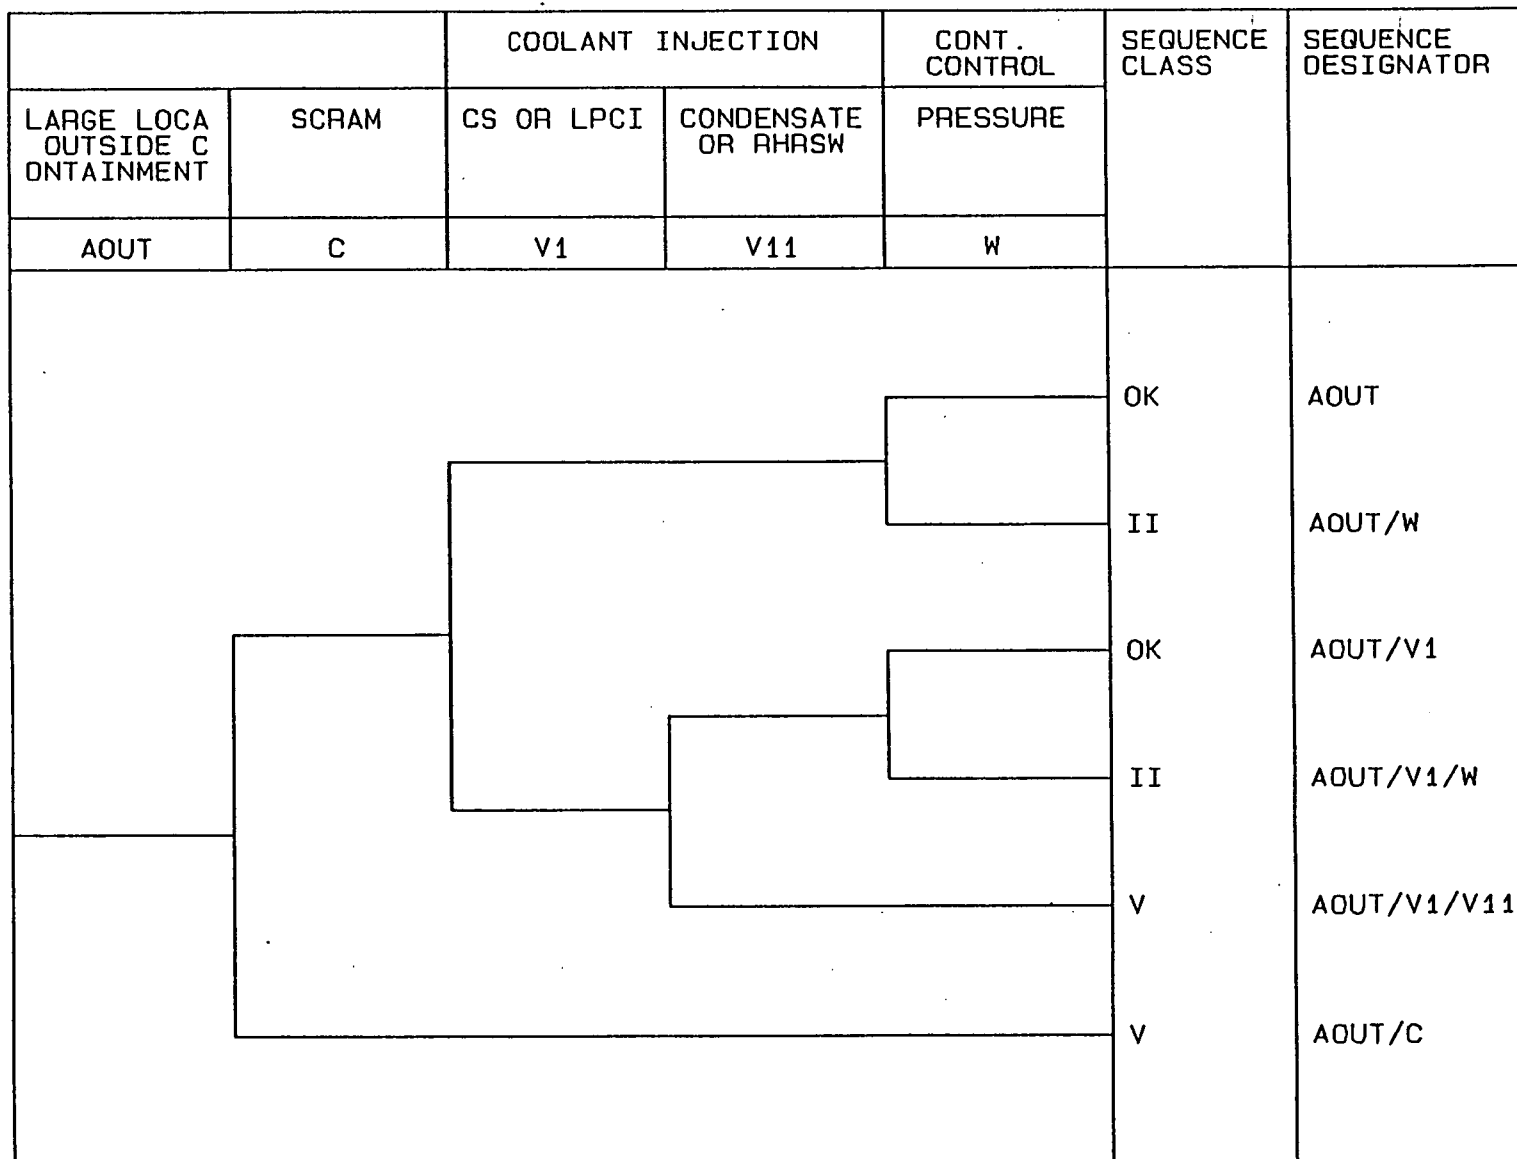 COOLANT INJECTION
CONT.
CONTROL
SEQUENCE
CLASS
SEQUENCE
DESIGNATOR
LARGE LOCA
OUTSIDE C
ONTAINMENT
SCRAM
CS OR LPCI
CONDENSATE
OR RHRSW
PRESSURE
AOUT
C
V1
V11
W
OK
AOUT
II
AOUT/W
OK
AOUT/V1
II
AOUT/V1/W
V
AOUT/V1/V11
V
AOUT/C